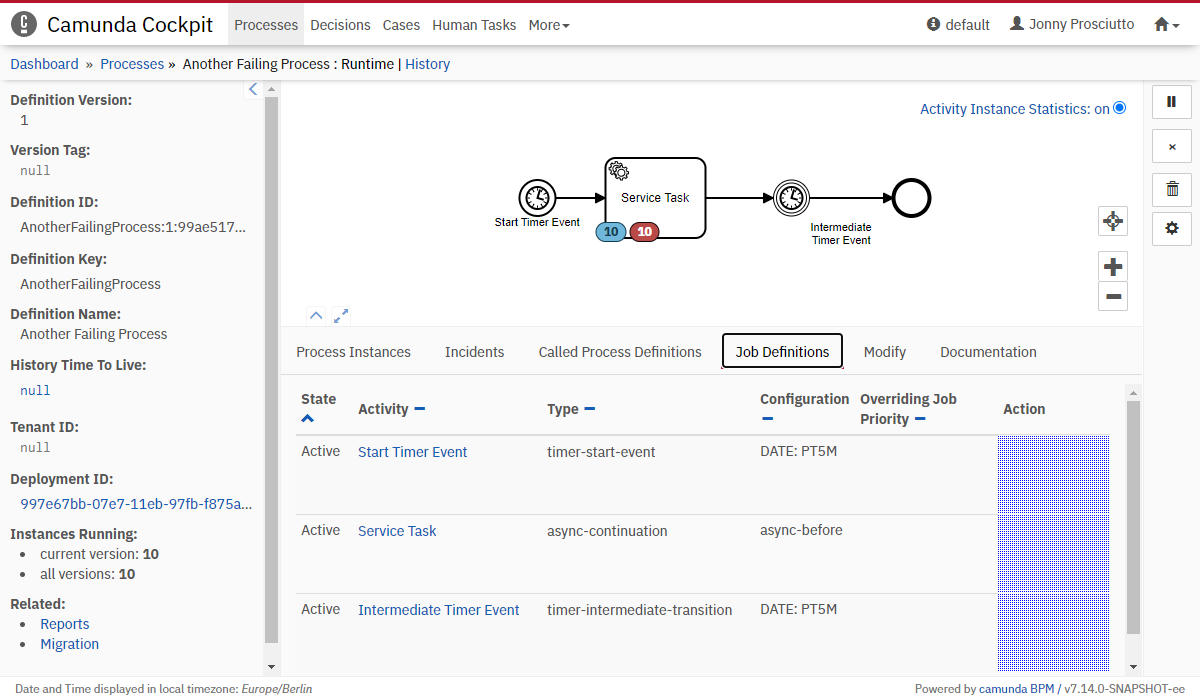 Camunda Cockpit Processes Decisions Cases Human Tasks More default Jonny Prosciutto
Dashboard » Processes » Another Failing Process : Runtime | History
Definition Version:
1
Version Tag:
null
Definition ID:
AnotherFailingProcess:1:99ae517...
Definition Key:
AnotherFailingProcess
Definition Name:
Another Failing Process
History Time To Live:
null
Tenant ID:
null
Deployment ID:
997e67bb-07e7-11eb-97fb-f875a...
Instances Running:
current version: 10
all versions: 10
Related:
Reports
Migration
Activity Instance Statistics: on
Service Task
Start Timer Event
10 10
Intermediate
Timer Event
Process Instances Incidents Called Process Definitions Job Definitions Modify Documentation
State Activity Type Configuration Overriding Job Priority Action
Active Start Timer Event timer-start-event DATE: PT5M
Active Service Task async-continuation async-before
Active Intermediate Timer Event timer-intermediate-transition DATE: PT5M
Date and Time displayed in local timezone: Europe/Berlin
Powered by camunda BPM / v7.14.0-SNAPSHOT-ee